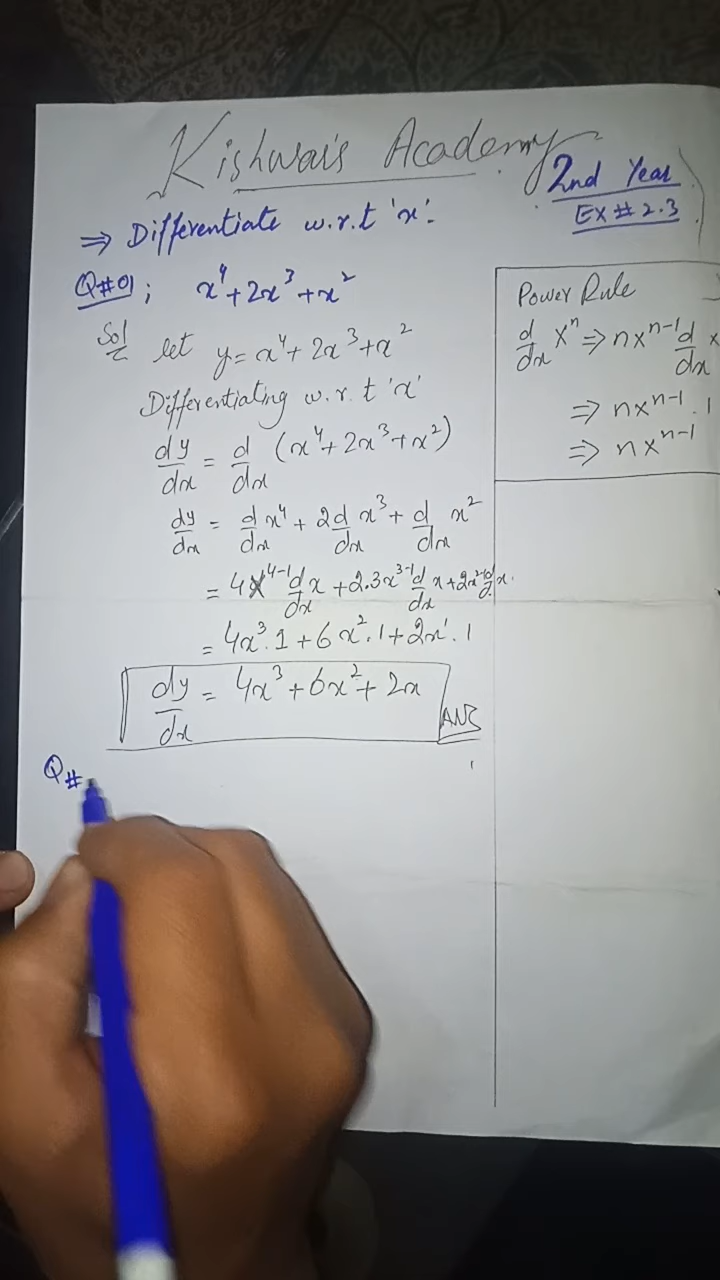 Kishwar's Academy
2nd Year
EX # 2.3
⇒ Differentiate w.r.t 'x'.
Q#01; x⁴+2x³+x²
Sol let y=x⁴+2x³+x²
Differentiating w.r.t 'x'
dy/dx = d/dx (x⁴+2x³+x²)
dy/dx = d/dx x⁴ + 2d/dx x³ + d/dx x²
= 4x⁴⁻¹ d/dx x + 2.3x³⁻¹ d/dx x + 2x²⁻¹ d/dx x.
= 4x³.1+6x².1+2x¹.1
dy/dx = 4x³+6x²+2x ANS
Q#
Power Rule
d/dx xⁿ ⇒ nxⁿ⁻¹ d/dx x
⇒ nxⁿ⁻¹.1
⇒ nxⁿ⁻¹